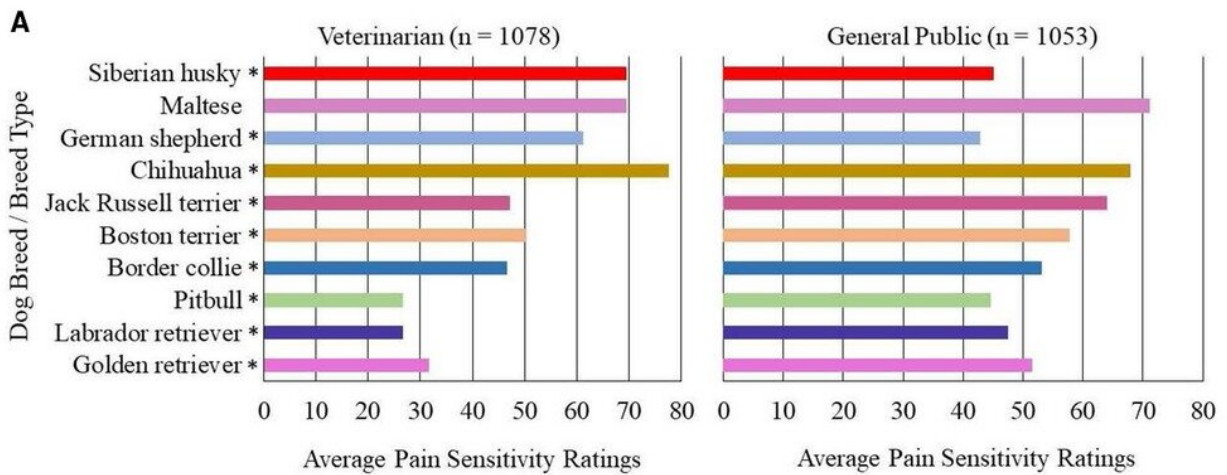 A
Veterinarian (n = 1078)
General Public (n = 1053)
Dog Breed / Breed Type
Siberian husky *
Maltese
German shepherd *
Chihuahua *
Jack Russell terrier *
Boston terrier *
Border collie *
Pitbull *
Labrador retriever *
Golden retriever *
0 10 20 30 40 50 60 70 80
0 10 20 30 40 50 60 70 80
Average Pain Sensitivity Ratings
Average Pain Sensitivity Ratings